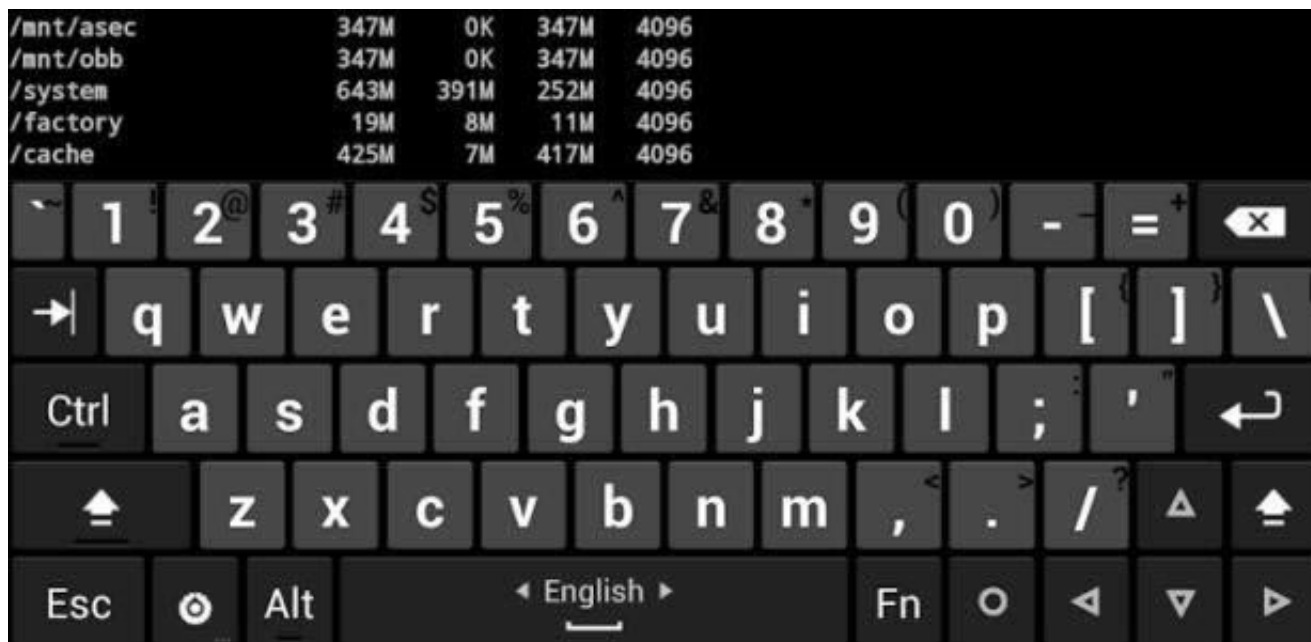 /mnt/asec 347M 0K 347M 4096
/mnt/obb 347M 0K 347M 4096
/system 643M 391M 252M 4096
/factory 19M 8M 11M 4096
/cache 425M 7M 417M 4096
` ~ 1 ! 2 @ 3 # 4 $ 5 % 6 ^ 7 & 8 * 9 ( 0 ) - _ = +
q w e r t y u i o p [ { ] } \
Ctrl a s d f g h j k l ; : ' "
z x c v b n m , < . > / ?
Esc Alt English Fn